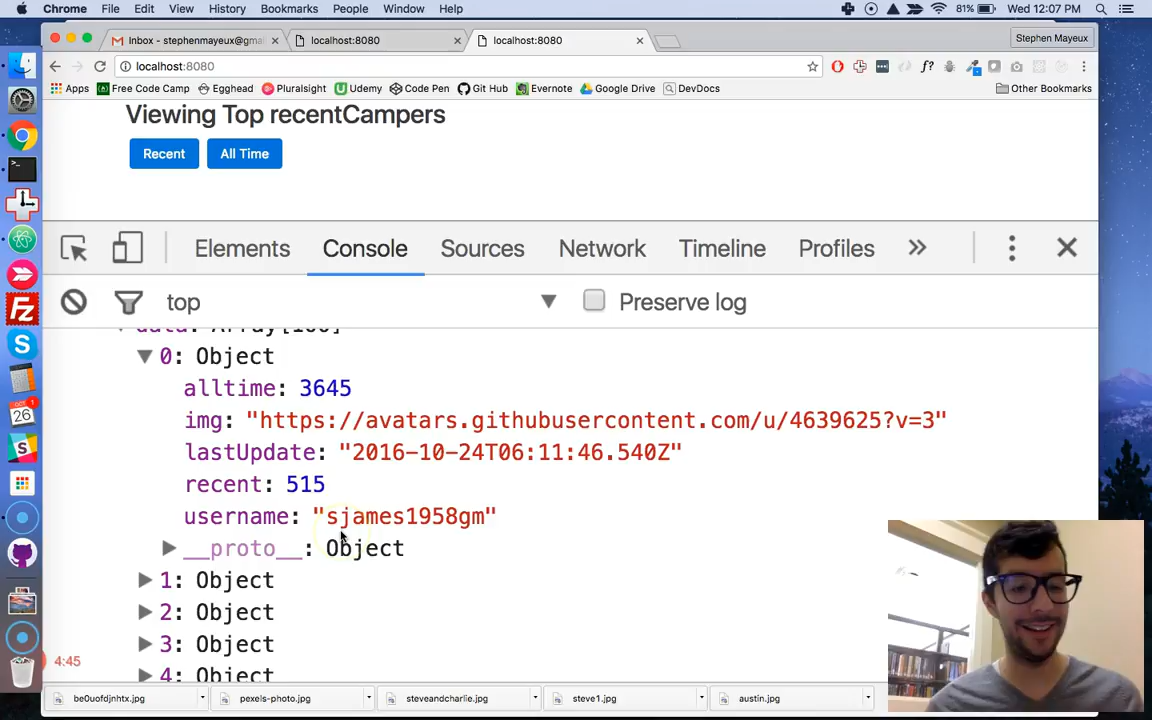 Chrome File Edit View History Bookmarks People Window Help 81% Wed 12:07 PM
Inbox - stephenmayeux@gmai localhost:8080 localhost:8080 Stephen Mayeux
localhost:8080
Apps Free Code Camp Egghead Pluralsight Udemy Code Pen Git Hub Evernote Google Drive DevDocs Other Bookmarks
Viewing Top recentCampers
Recent All Time
Elements Console Sources Network Timeline Profiles »
top Preserve log
data: Array[100]
0: Object
alltime: 3645
img: "https://avatars.githubusercontent.com/u/4639625?v=3"
lastUpdate: "2016-10-24T06:11:46.540Z"
recent: 515
username: "sjames1958gm"
__proto__: Object
1: Object
2: Object
3: Object
4: Object
4:45
be0uofdjnhtx.jpg pexels-photo.jpg steveandcharlie.jpg steve1.jpg austin.jpg